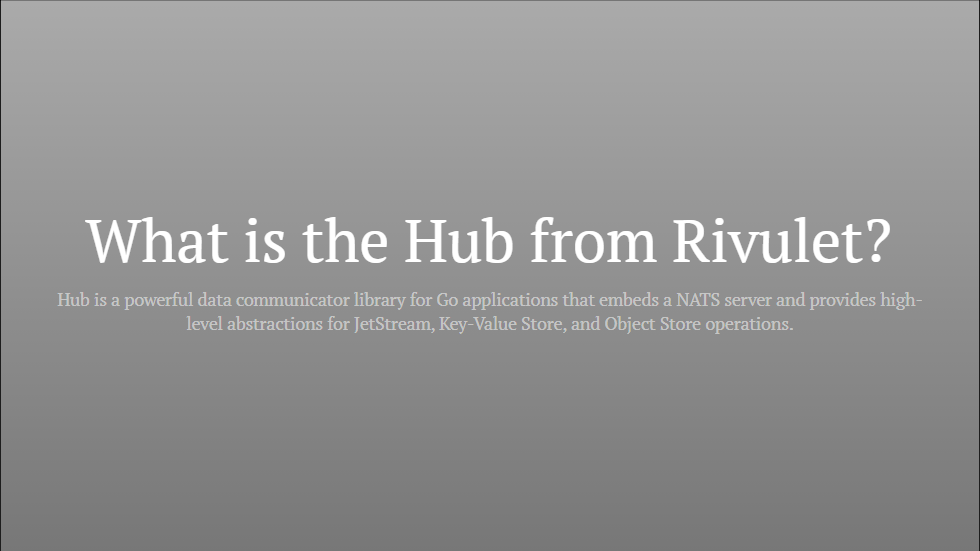 What is the Hub from Rivulet?
Hub is a powerful data communicator library for Go applications that embeds a NATS server and provides high-
level abstractions for JetStream, Key-Value Store, and Object Store operations.